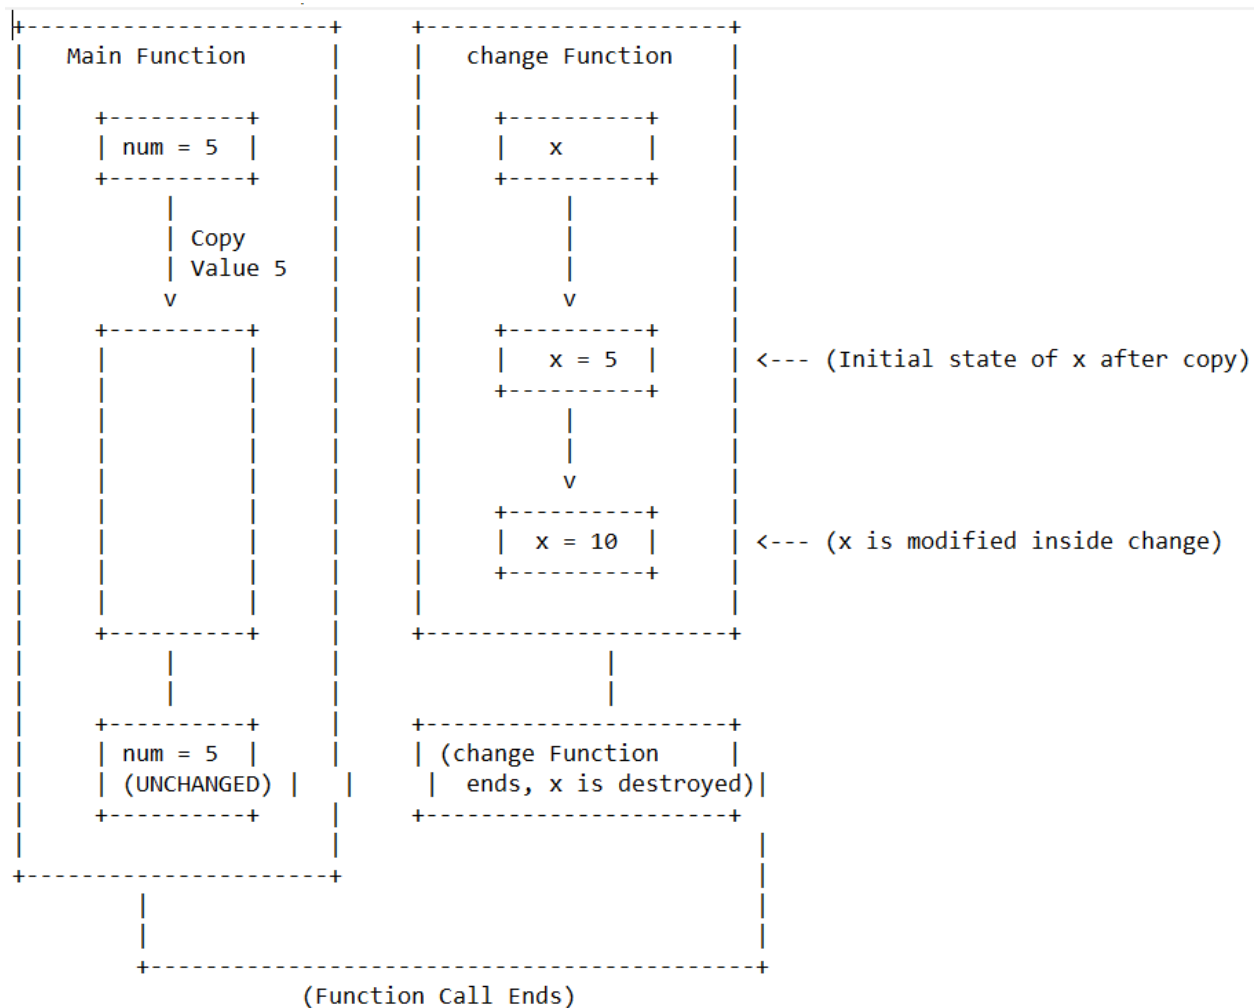 Main Function
change Function
num = 5
x
Copy
Value 5
x = 5
<--- (Initial state of x after copy)
x = 10
<--- (x is modified inside change)
num = 5
(UNCHANGED)
(change Function
ends, x is destroyed)
(Function Call Ends)